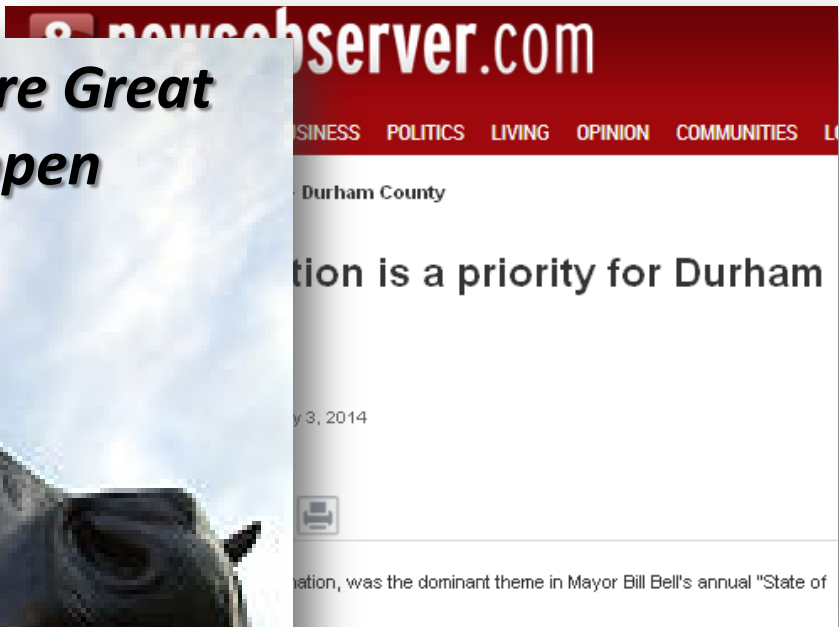 newsobserver.com
re Great
pen
SINESS POLITICS LIVING OPINION COMMUNITIES
Durham County
tion is a priority for Durham
y 3, 2014
nation, was the dominant theme in Mayor Bill Bell's annual "State of